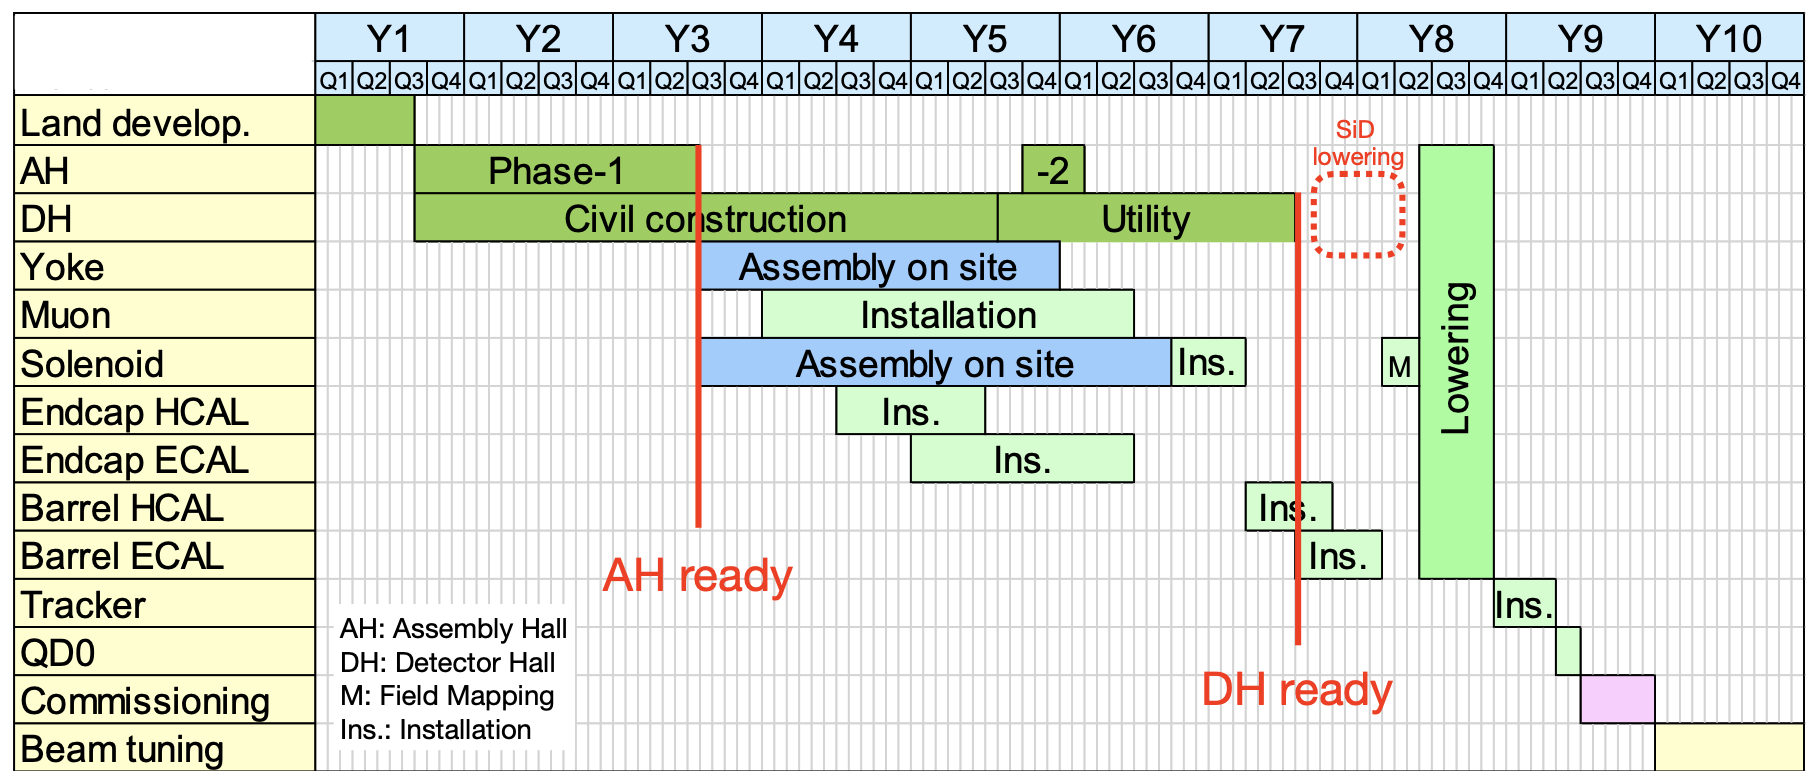 Y1 Y2 Y3 Y4 Y5 Y6 Y7 Y8 Y9 Y10
Q1 Q2 Q3 Q4 Q1 Q2 Q3 Q4 Q1 Q2 Q3 Q4 Q1 Q2 Q3 Q4 Q1 Q2 Q3 Q4 Q1 Q2 Q3 Q4 Q1 Q2 Q3 Q4 Q1 Q2 Q3 Q4 Q1 Q2 Q3 Q4 Q1 Q2 Q3 Q4
Land develop.
SiD
lowering
AH Phase-1 -2
DH Civil construction Utility
Yoke Assembly on site
Muon Installation
Solenoid Assembly on site Ins. M
Lowering
Endcap HCAL Ins.
Endcap ECAL Ins.
Barrel HCAL Ins.
Barrel ECAL Ins.
AH ready
Tracker Ins.
QD0
DH ready
Commissioning
Beam tuning
AH: Assembly Hall
DH: Detector Hall
M: Field Mapping
Ins.: Installation